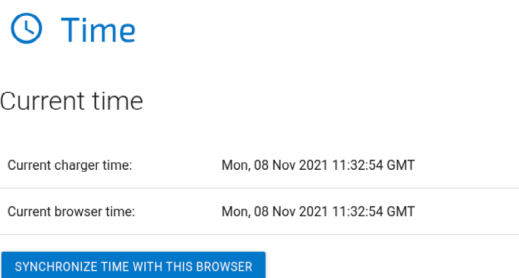 Time
Current time
Current charger time: Mon, 08 Nov 2021 11:32:54 GMT
Current browser time: Mon, 08 Nov 2021 11:32:54 GMT
SYNCHRONIZE TIME WITH THIS BROWSER